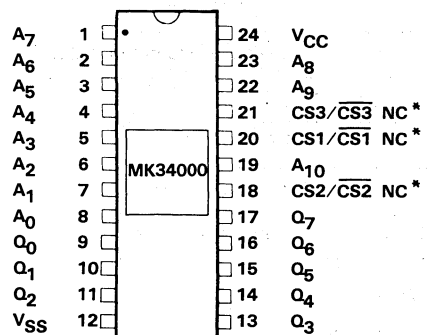 A7 1 24 VCC
A6 2 23 A8
A5 3 22 A9
A4 4 21 CS3/CS3 NC*
A3 5 20 CS1/CS1 NC*
A2 6 MK34000 19 A10
A1 7 18 CS2/CS2 NC*
A0 8 17 Q7
Q0 9 16 Q6
Q1 10 15 Q5
Q2 11 14 Q4
VSS 12 13 Q3